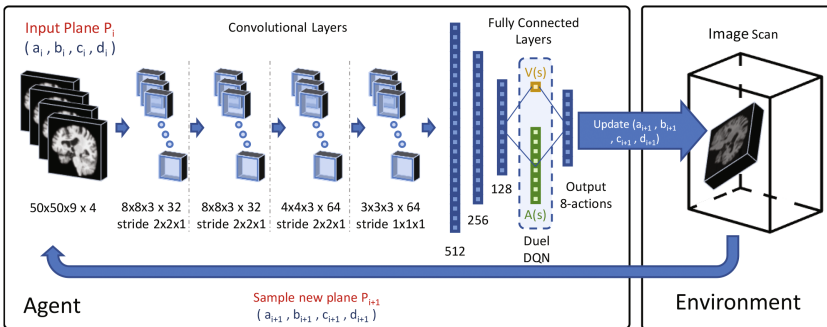 Input Plane Pi
( ai , bi , ci , di )
Convolutional Layers
Fully Connected
Layers
Image Scan
V(s)
A(s)
Update (ai+1 , bi+1
, ci+1 , di+1)
50x50x9 x 4
8x8x3 x 32
stride 2x2x1
8x8x3 x 32
stride 2x2x1
4x4x3 x 64
stride 2x2x1
3x3x3 x 64
stride 1x1x1
512
256
128
Duel
DQN
Output
8-actions
Agent
Sample new plane Pi+1
( ai+1 , bi+1 , ci+1 , di+1 )
Environment